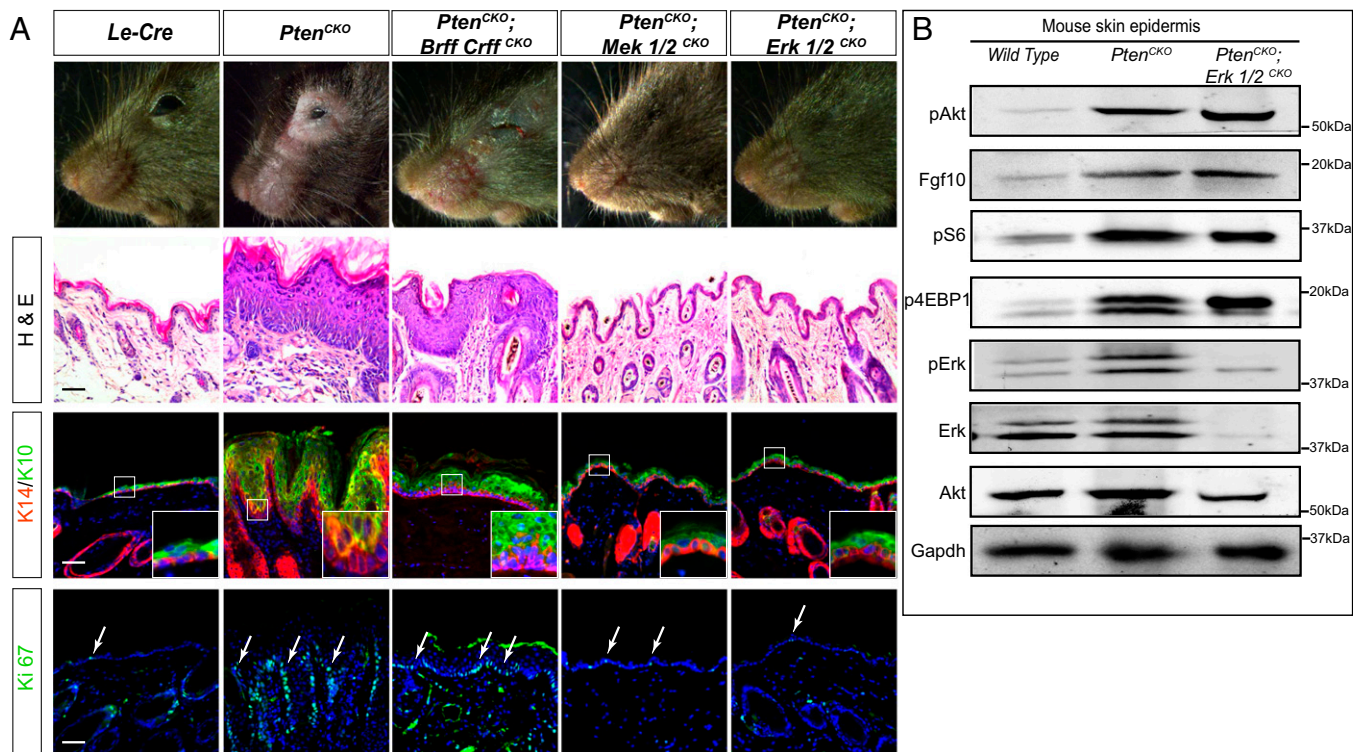 A
Le-Cre
Pten^CKO
Pten^CKO;
Brff Crff ^CKO
Pten^CKO;
Mek 1/2 ^CKO
Pten^CKO;
Erk 1/2 ^CKO
H & E
K14/K10
Ki 67
B
Mouse skin epidermis
Wild Type
Pten^CKO
Pten^CKO;
Erk 1/2 ^CKO
pAkt
50kDa
Fgf10
20kDa
pS6
37kDa
p4EBP1
20kDa
pErk
37kDa
Erk
37kDa
Akt
50kDa
Gapdh
37kDa